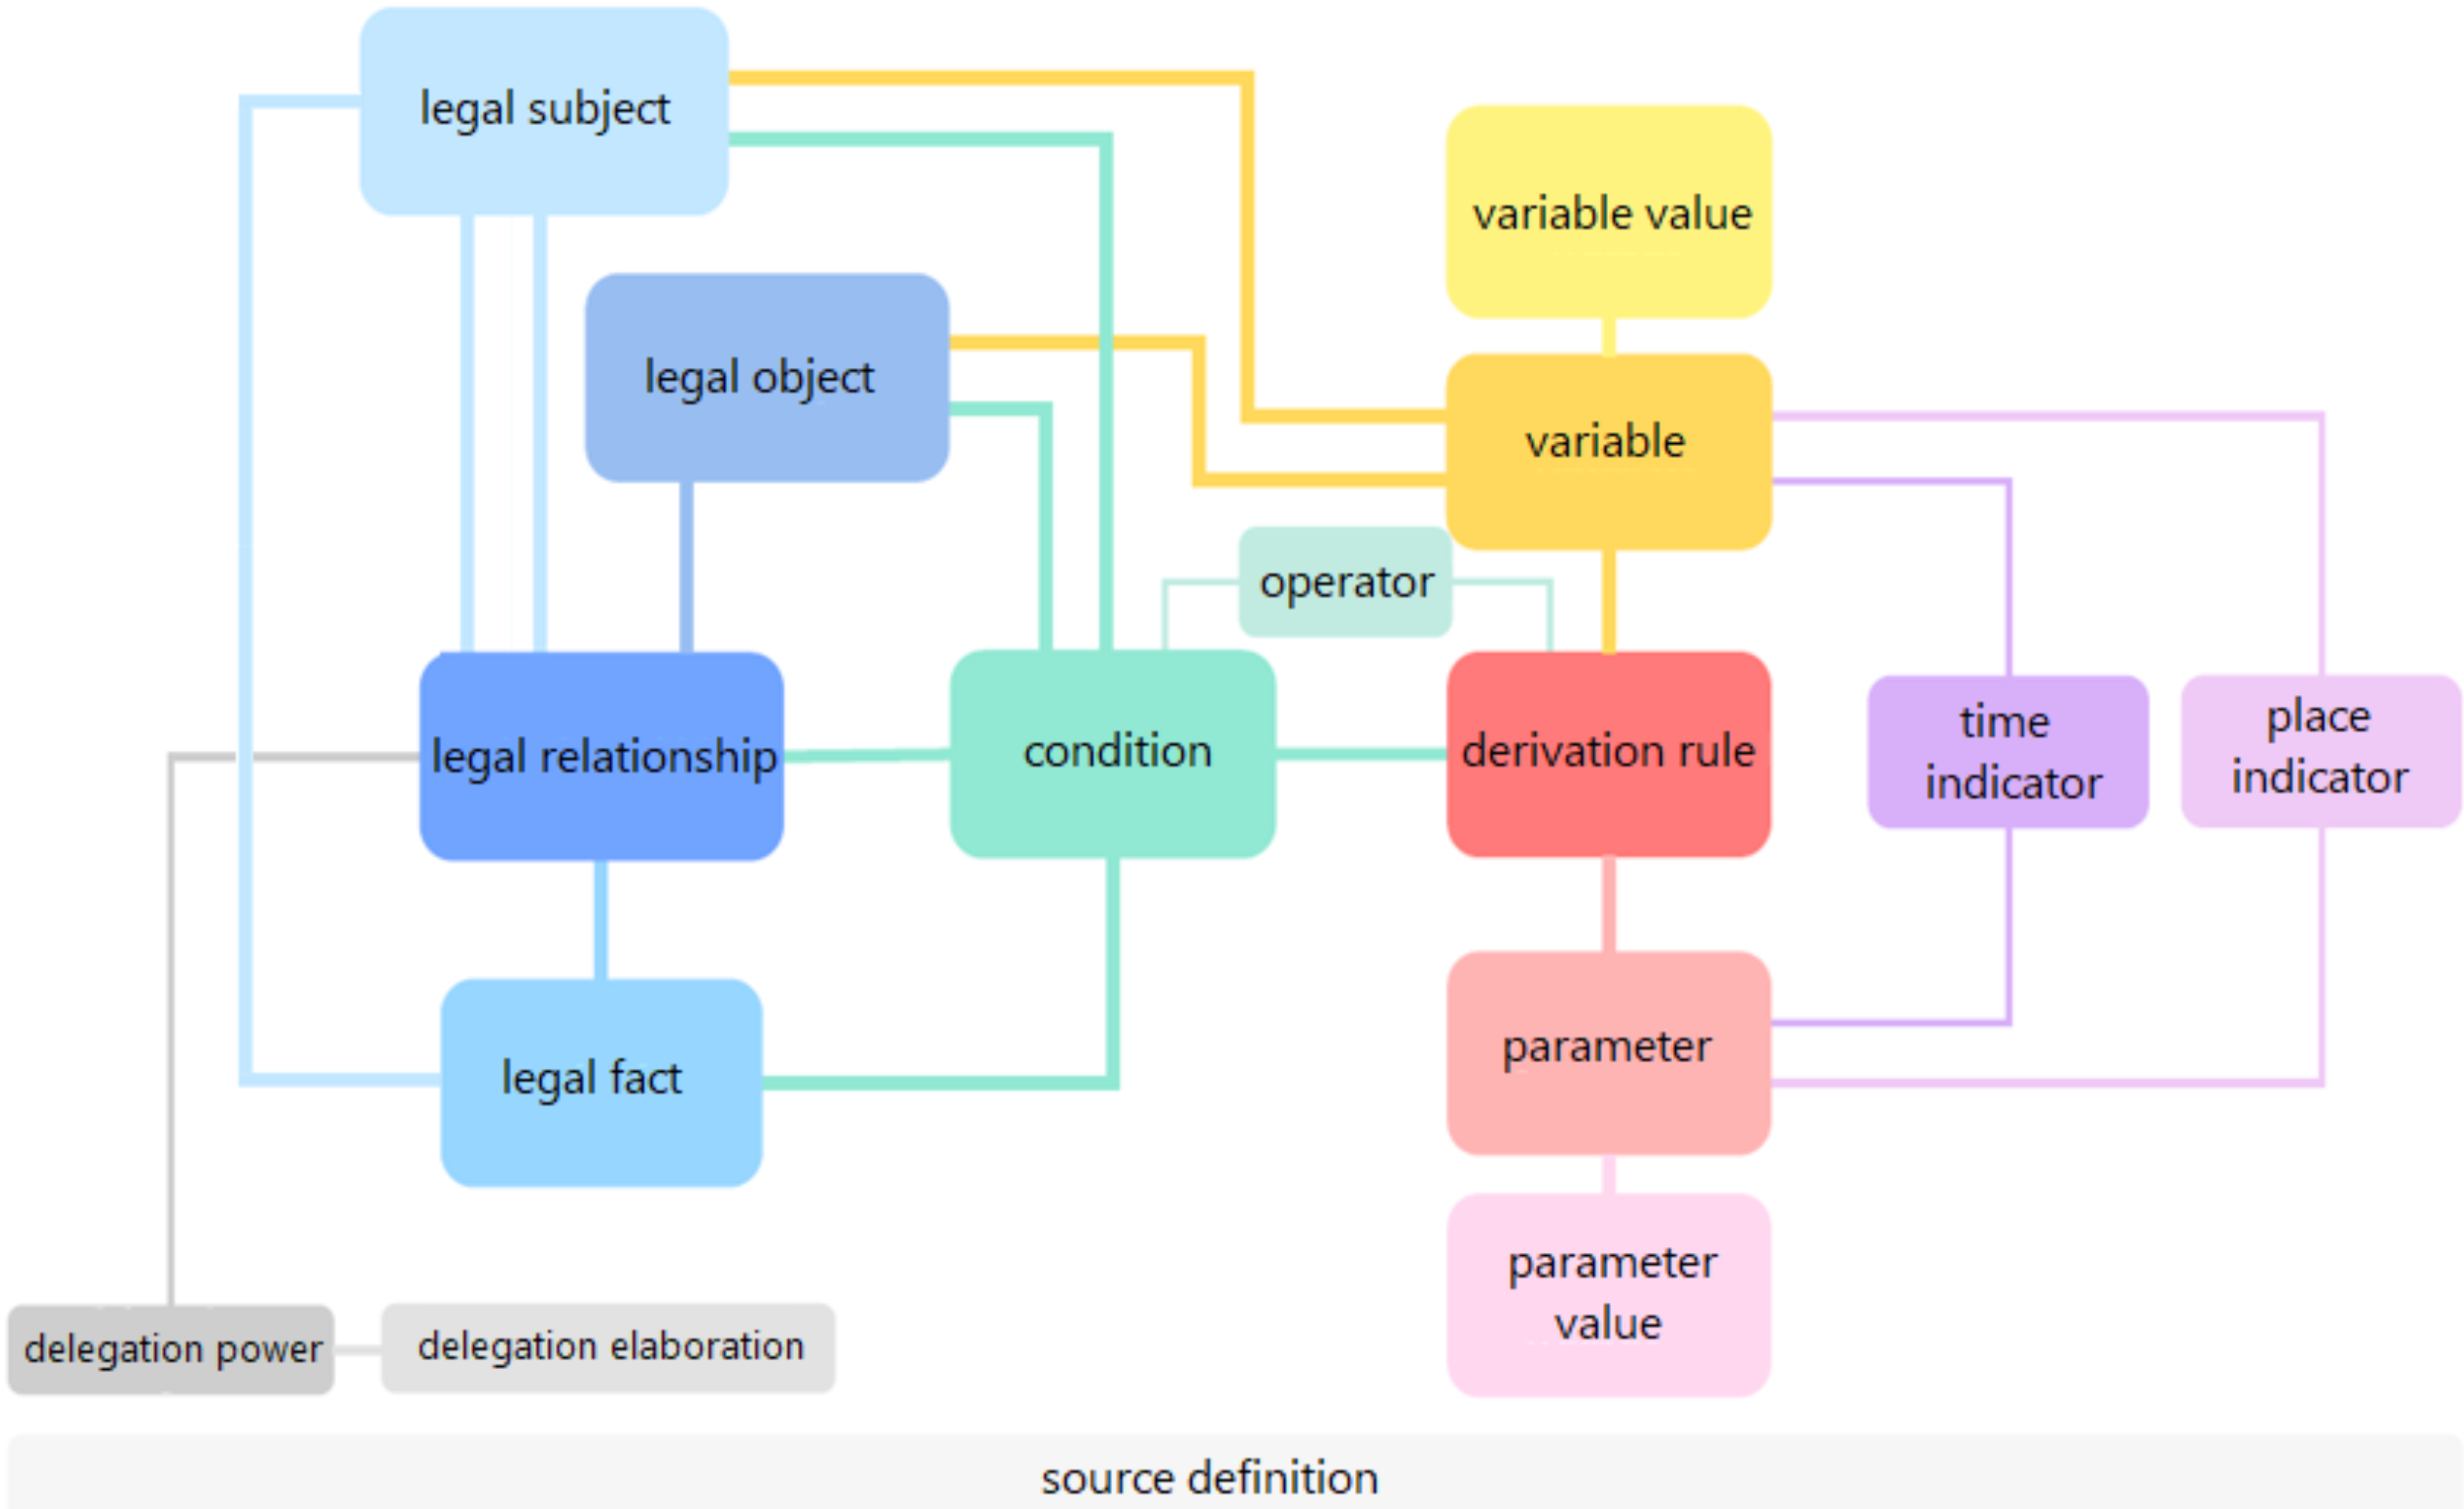 legal subject
variable value
legal object
variable
operator
legal relationship
condition
derivation rule
time
indicator
place
indicator
legal fact
parameter
parameter
value
delegation power
delegation elaboration
source definition